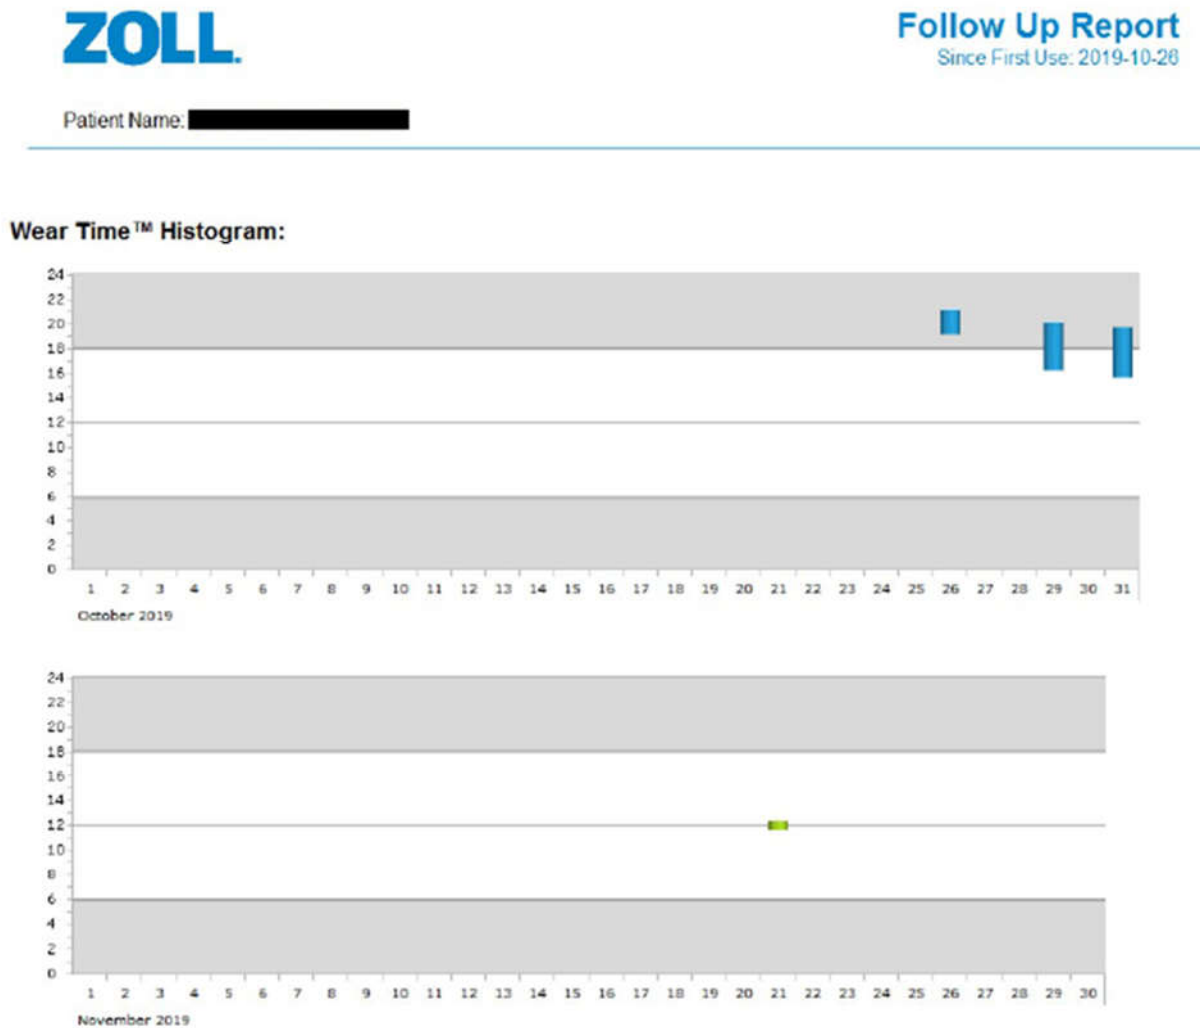 ZOLL.
Follow Up Report
Since First Use: 2019-10-26
Patient Name:
Wear Time™ Histogram:
24
22
20
18
16
14
12
10
8
6
4
2
0
1 2 3 4 5 6 7 8 9 10 11 12 13 14 15 16 17 18 19 20 21 22 23 24 25 26 27 28 29 30 31
October 2019
24
22
20
18
16
14
12
10
8
6
4
2
0
1 2 3 4 5 6 7 8 9 10 11 12 13 14 15 16 17 18 19 20 21 22 23 24 25 26 27 28 29 30
November 2019